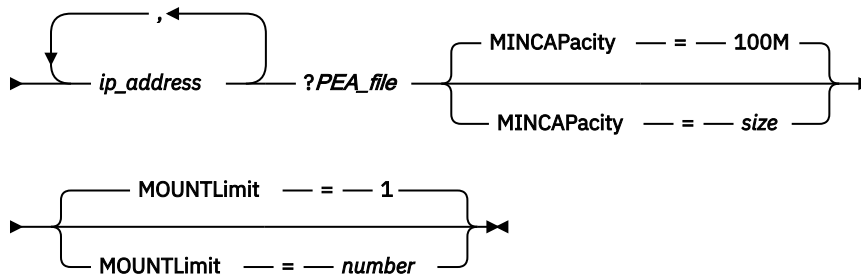 ,
MINCAPacity = 100M
ip_address ?PEA_file
MINCAPacity = size
MOUNTLimit = 1
MOUNTLimit = number